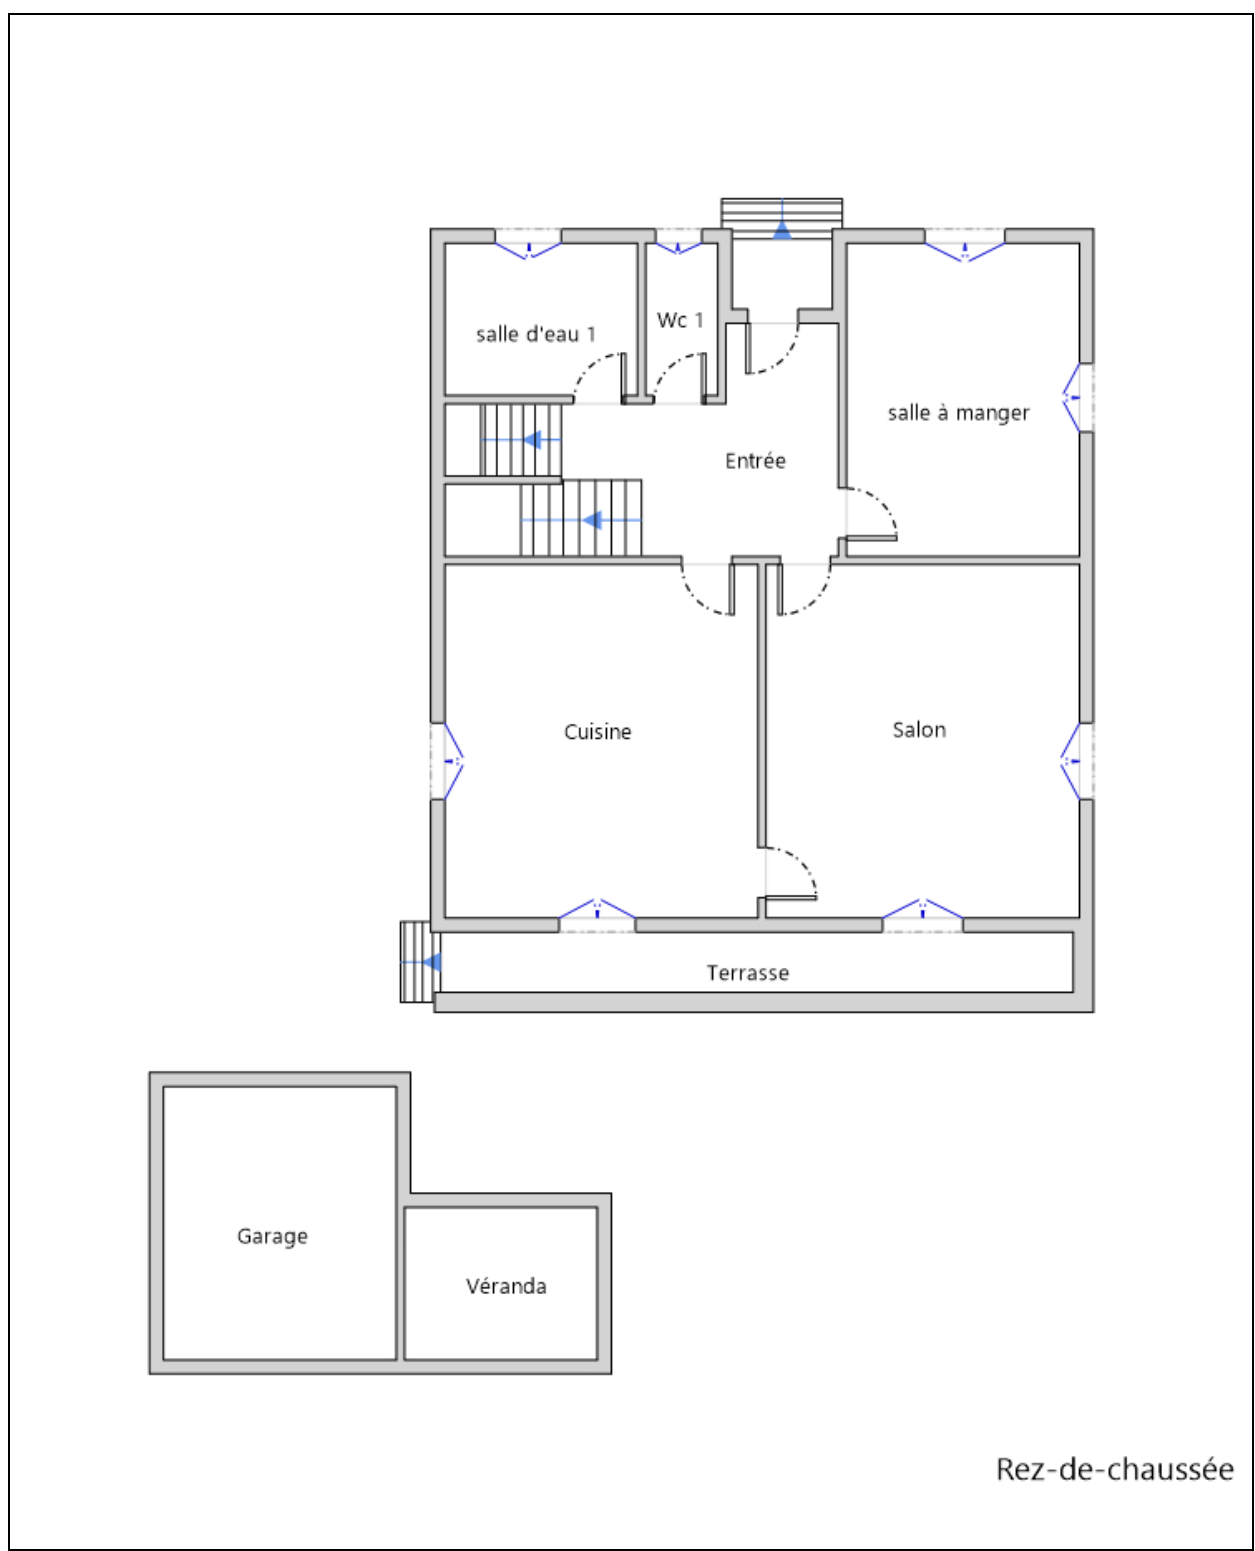 salle d'eau 1
Wc 1
salle à manger
Entrée
Cuisine
Salon
Terrasse
Garage
Véranda
Rez-de-chaussée